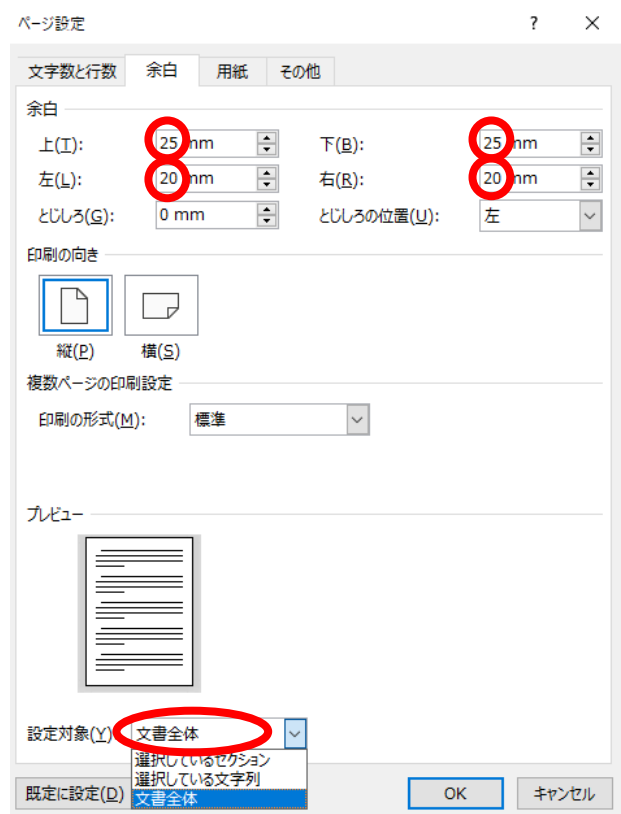 ページ設定 ? ×
文字数と行数 余白 用紙 その他
余白
上(T): 25 mm 下(B): 25 mm
左(L): 20 mm 右(R): 20 mm
とじしろ(G): 0 mm とじしろの位置(U): 左
印刷の向き
縦(P) 横(S)
複数ページの印刷設定
印刷の形式(M): 標準
プレビュー
設定対象(Y) 文書全体
選択しているセクション
選択している文字列
文書全体
既定に設定(D) OK キャンセル